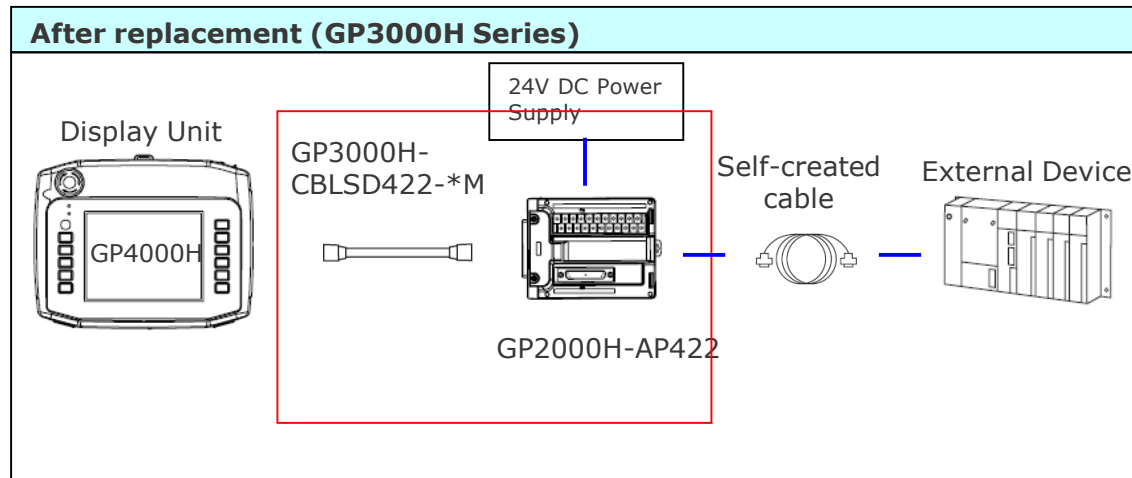 After replacement (GP3000H Series)
24V DC Power
Supply
Display Unit
GP3000H-
CBLSD422-*M
Self-created
cable
External Device
GP4000H
GP2000H-AP422